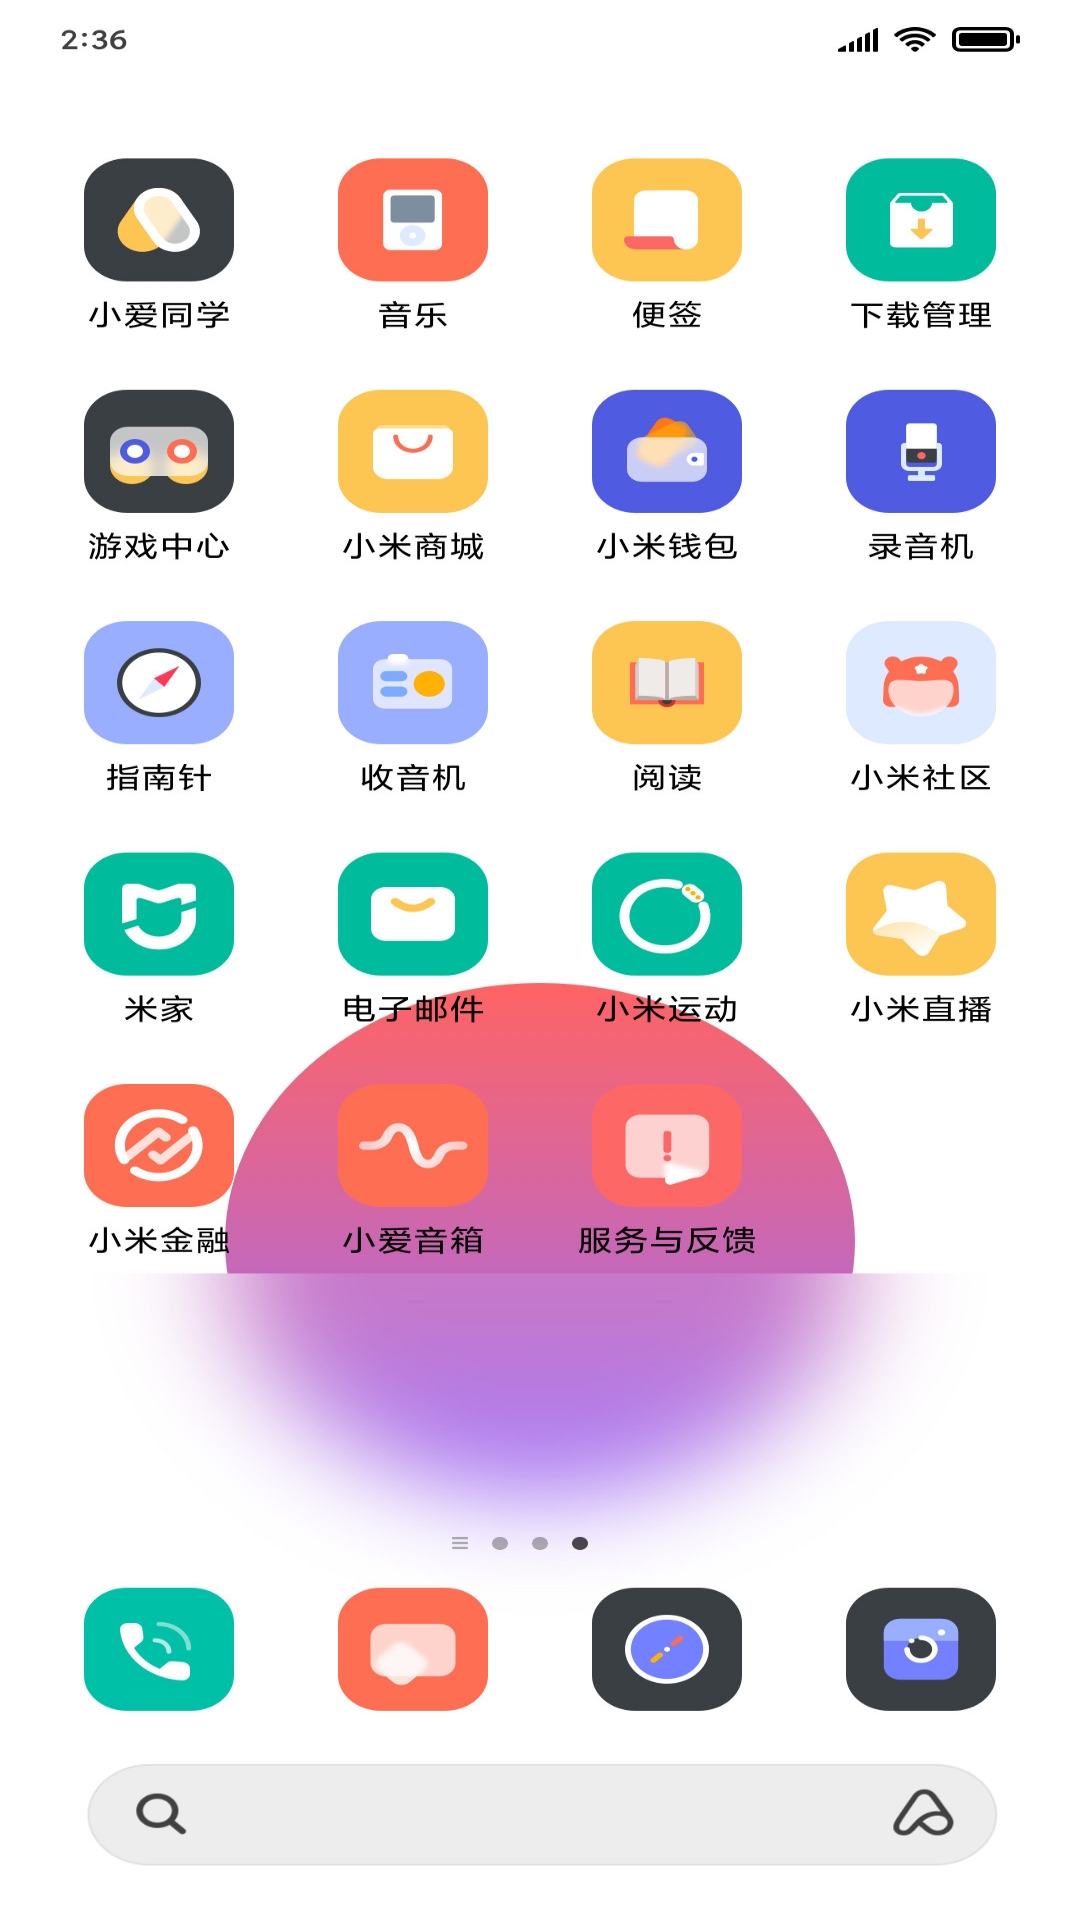 2:36
小爱同学 音乐 便签 下载管理
游戏中心 小米商城 小米钱包 录音机
指南针 收音机 阅读 小米社区
米家 电子邮件 小米运动 小米直播
小米金融 小爱音箱 服务与反馈